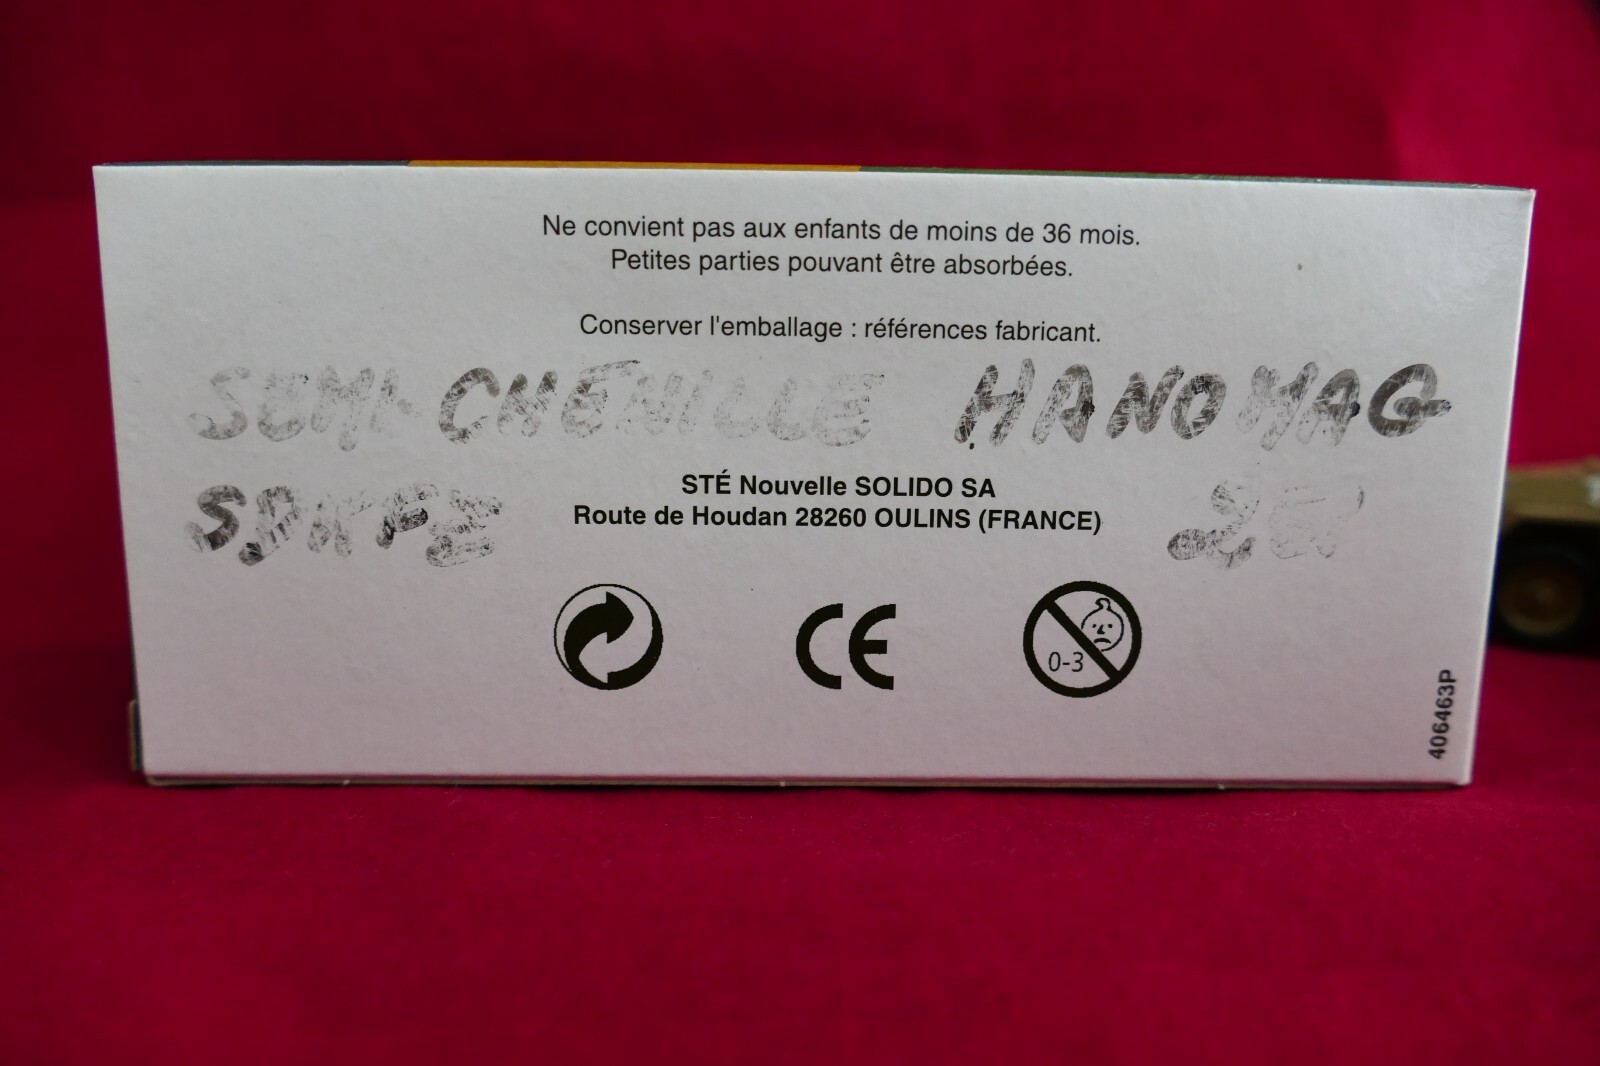 Ne convient pas aux enfants de moins de 36 mois.
Petites parties pouvant être absorbées.
Conserver l'emballage : références fabricant.
SEMI-CHENILLE HANOMAG
STÉ Nouvelle SOLIDO SA
Route de Houdan 28260 OULINS (FRANCE)
CE
0-3
406463P